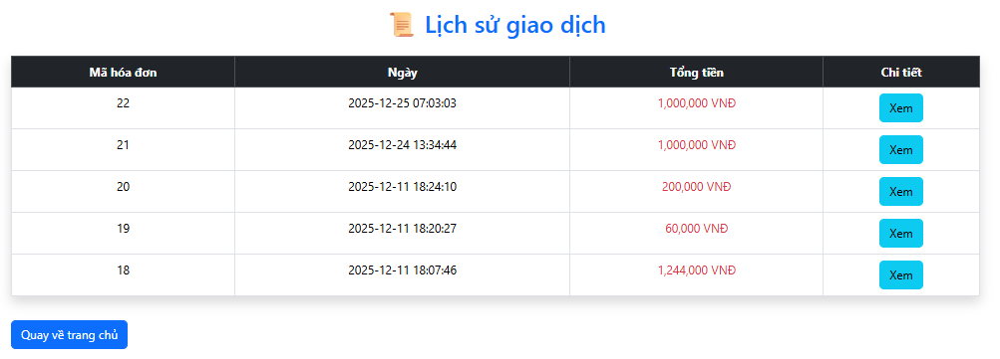 📜 Lịch sử giao dịch
Mã hóa đơn Ngày Tổng tiền Chi tiết
22 2025-12-25 07:03:03 1,000,000 VNĐ Xem
21 2025-12-24 13:34:44 1,000,000 VNĐ Xem
20 2025-12-11 18:24:10 200,000 VNĐ Xem
19 2025-12-11 18:20:27 60,000 VNĐ Xem
18 2025-12-11 18:07:46 1,244,000 VNĐ Xem
Quay về trang chủ